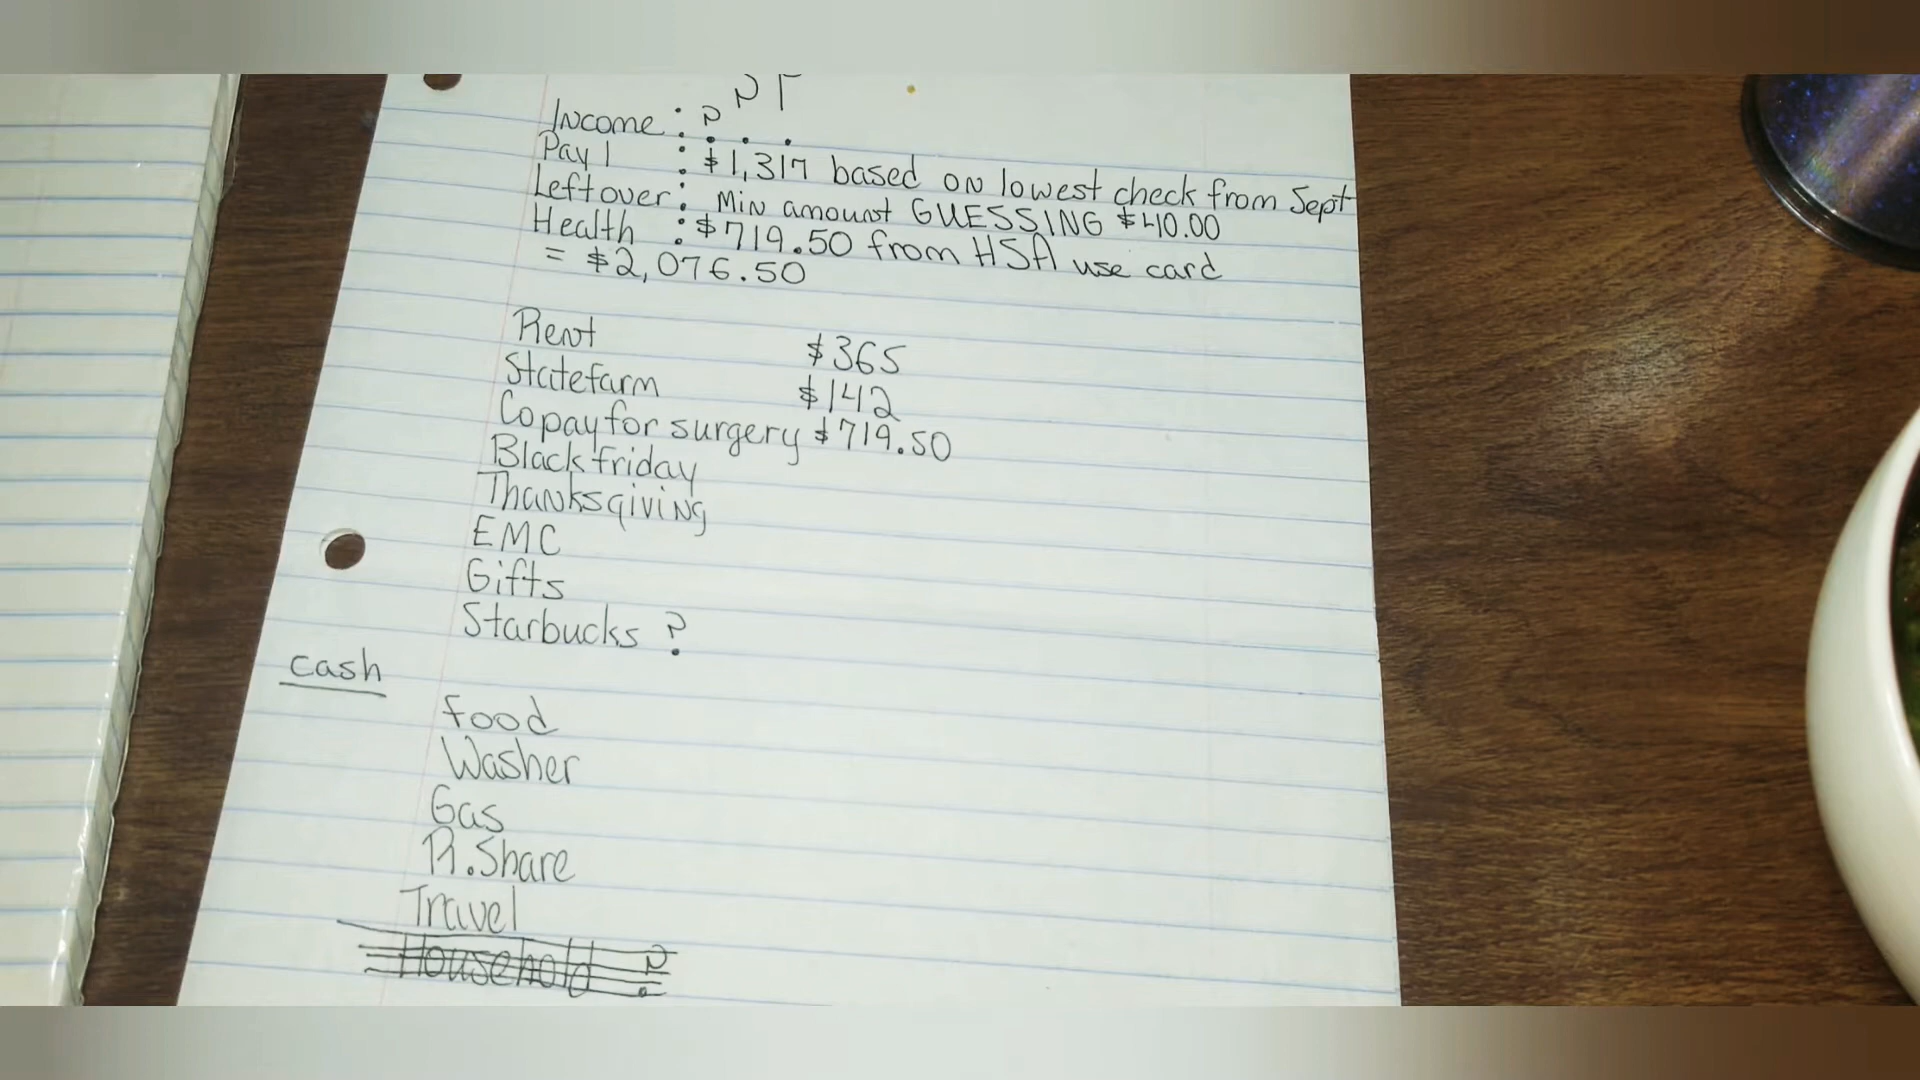 Income : ?
Pay 1 : $1,317 based on lowest check from Sept
Leftover : Min amount GUESSING $40.00
Health : $719.50 from HSA use card
= $2,076.50
Rent $365
Statefarm $142
Copay for surgery $719.50
Black friday
Thanksgiving
EMC
Gifts
Starbucks ?
cash
food
Washer
Gas
R.Share
Travel
Household ?